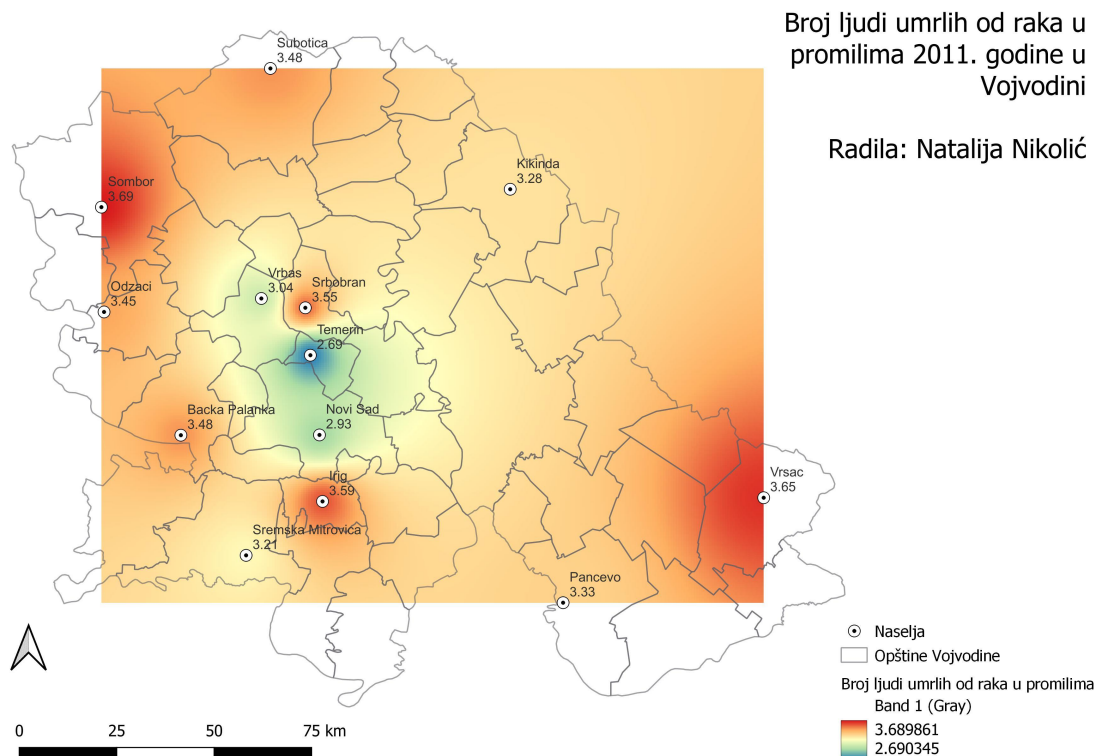 Broj ljudi umrlih od raka u
promilima 2011. godine u
Vojvodini
Radila: Natalija Nikolić
Subotica
3.48
Kikinda
3.28
Sombor
3.69
Vrbas
3.04
Srbobran
3.55
Odzaci
3.45
Temerin
2.69
Backa Palanka
3.48
Novi Sad
2.93
Irig
3.59
Vrsac
3.65
Sremska Mitrovica
3.21
Pancevo
3.33
Naselja
Opštine Vojvodine
Broj ljudi umrlih od raka u promilima
Band 1 (Gray)
3.689861
2.690345
0 25 50 75 km